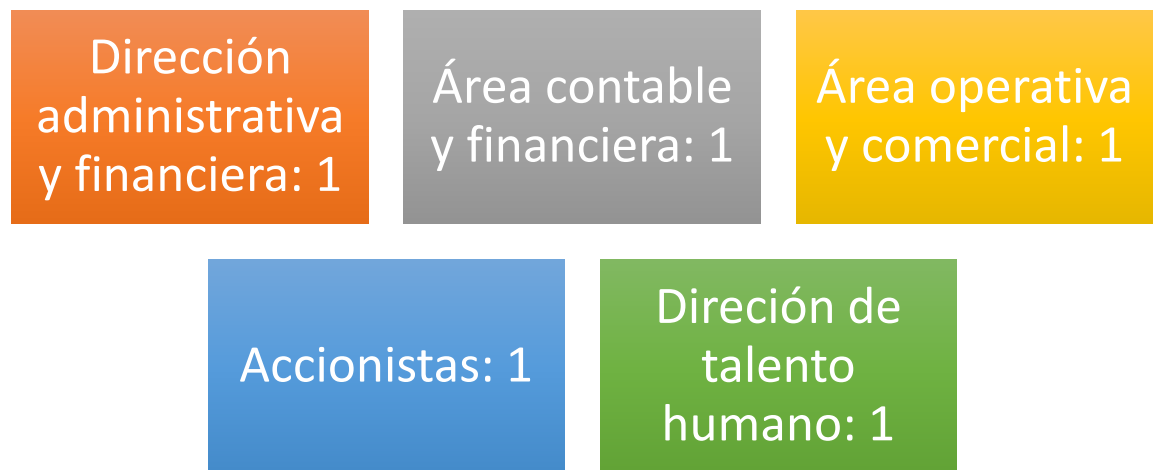 Dirección
administrativa
y financiera: 1
Área contable
y financiera: 1
Área operativa
y comercial: 1
Accionistas: 1
Direción de
talento
humano: 1